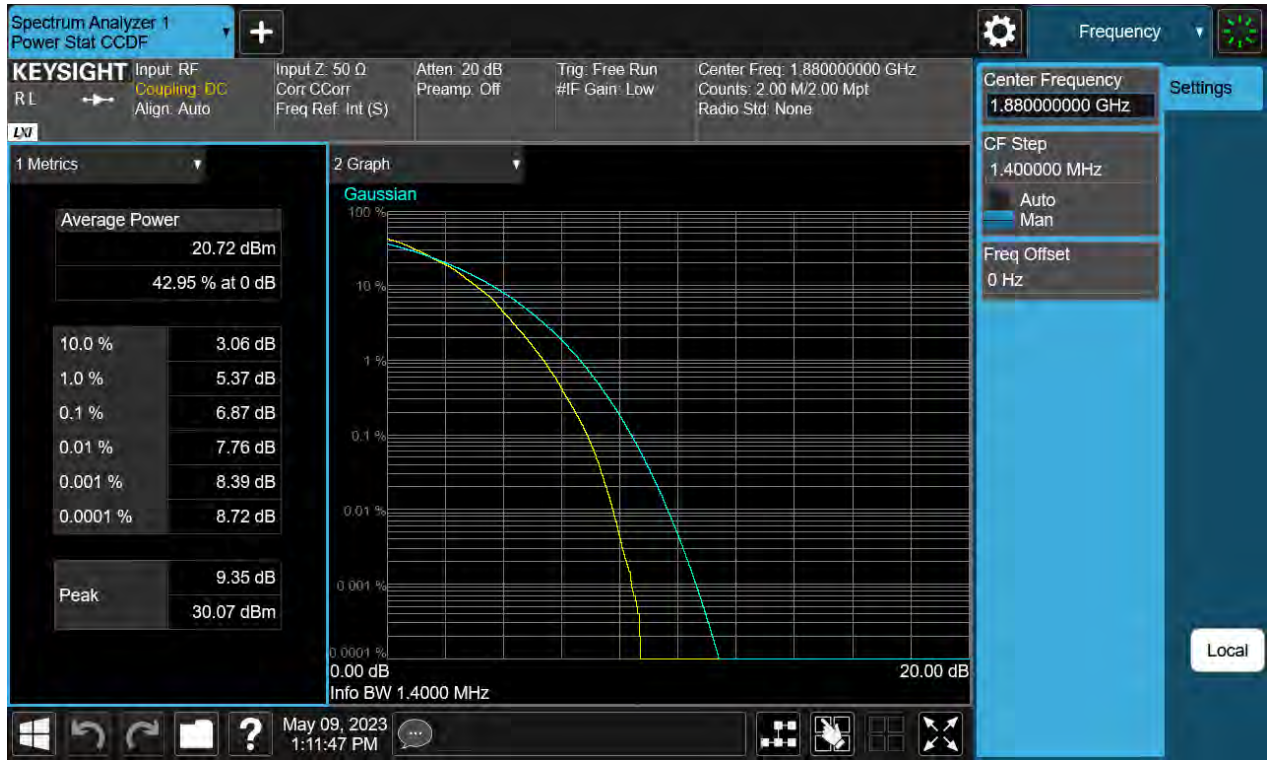 Spectrum Analyzer 1
Power Stat CCDF
+
Frequency
KEYSIGHT
RL
LXI
Input: RF
Coupling: DC
Align: Auto
Input Z: 50 Ω
Corr CCorr
Freq Ref: Int (S)
Atten: 20 dB
Preamp: Off
Trig: Free Run
#IF Gain: Low
Center Freq: 1.880000000 GHz
Counts: 2.00 M/2.00 Mpt
Radio Std: None
Center Frequency
1.880000000 GHz
Settings
CF Step
1.400000 MHz
Auto
Man
Freq Offset
0 Hz
Local
1 Metrics
Average Power
20.72 dBm
42.95 % at 0 dB
10.0 % 3.06 dB
1.0 % 5.37 dB
0.1 % 6.87 dB
0.01 % 7.76 dB
0.001 % 8.39 dB
0.0001 % 8.72 dB
Peak
9.35 dB
30.07 dBm
2 Graph
Gaussian
100 %
10 %
1 %
0.1 %
0.01 %
0.001 %
0.0001 %
0.00 dB 20.00 dB
Info BW 1.4000 MHz
?
May 09, 2023
1:11:47 PM